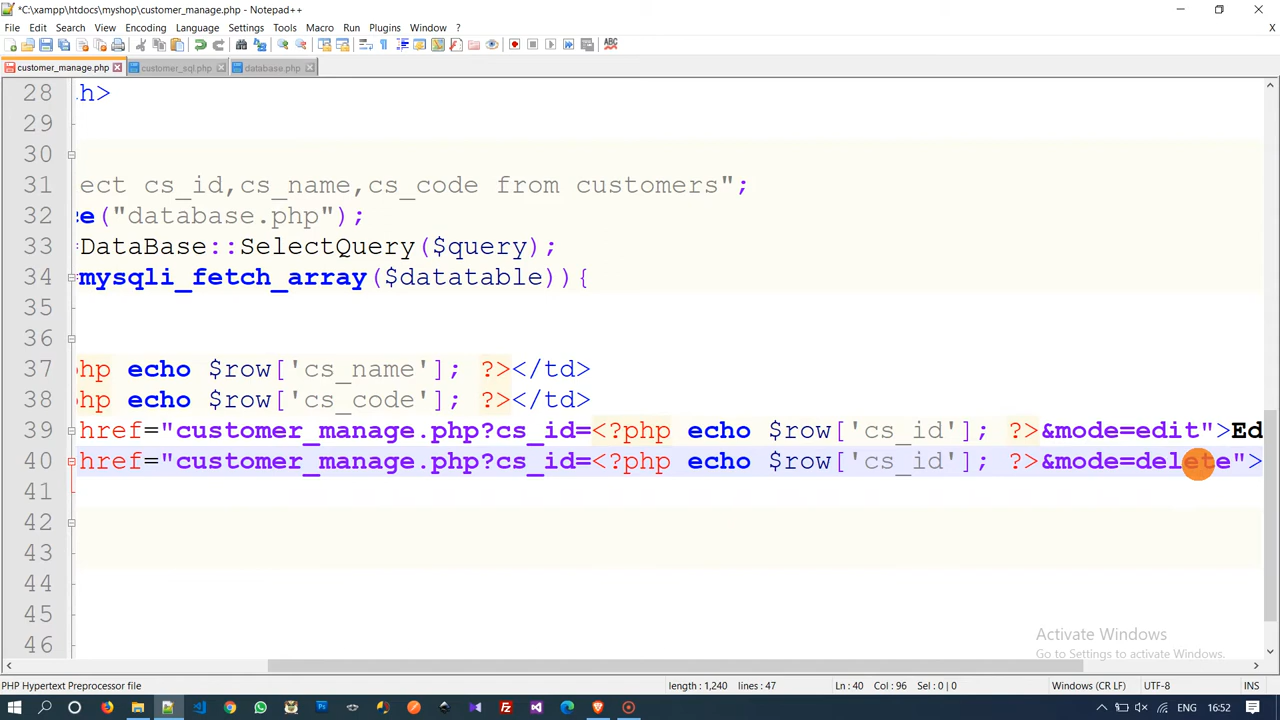 *C:\xampp\htdocs\myshop\customer_manage.php - Notepad++
File Edit Search View Encoding Language Settings Tools Macro Run Plugins Window ?
customer_manage.php customer_sql.php database.php
28 h>
29
30
31 ect cs_id,cs_name,cs_code from customers";
32 e("database.php");
33 DataBase::SelectQuery($query);
34 mysqli_fetch_array($datatable)){
35
36
37 hp echo $row['cs_name']; ?></td>
38 hp echo $row['cs_code']; ?></td>
39 href="customer_manage.php?cs_id=<?php echo $row['cs_id']; ?>&mode=edit">Ed
40 href="customer_manage.php?cs_id=<?php echo $row['cs_id']; ?>&mode=delete">
41
42
43
44
45
46
Activate Windows
Go to Settings to activate Windows.
PHP Hypertext Preprocessor file length : 1,240 lines : 47 Ln : 40 Col : 96 Sel : 0 | 0 Windows (CR LF) UTF-8 INS
ENG 16:52